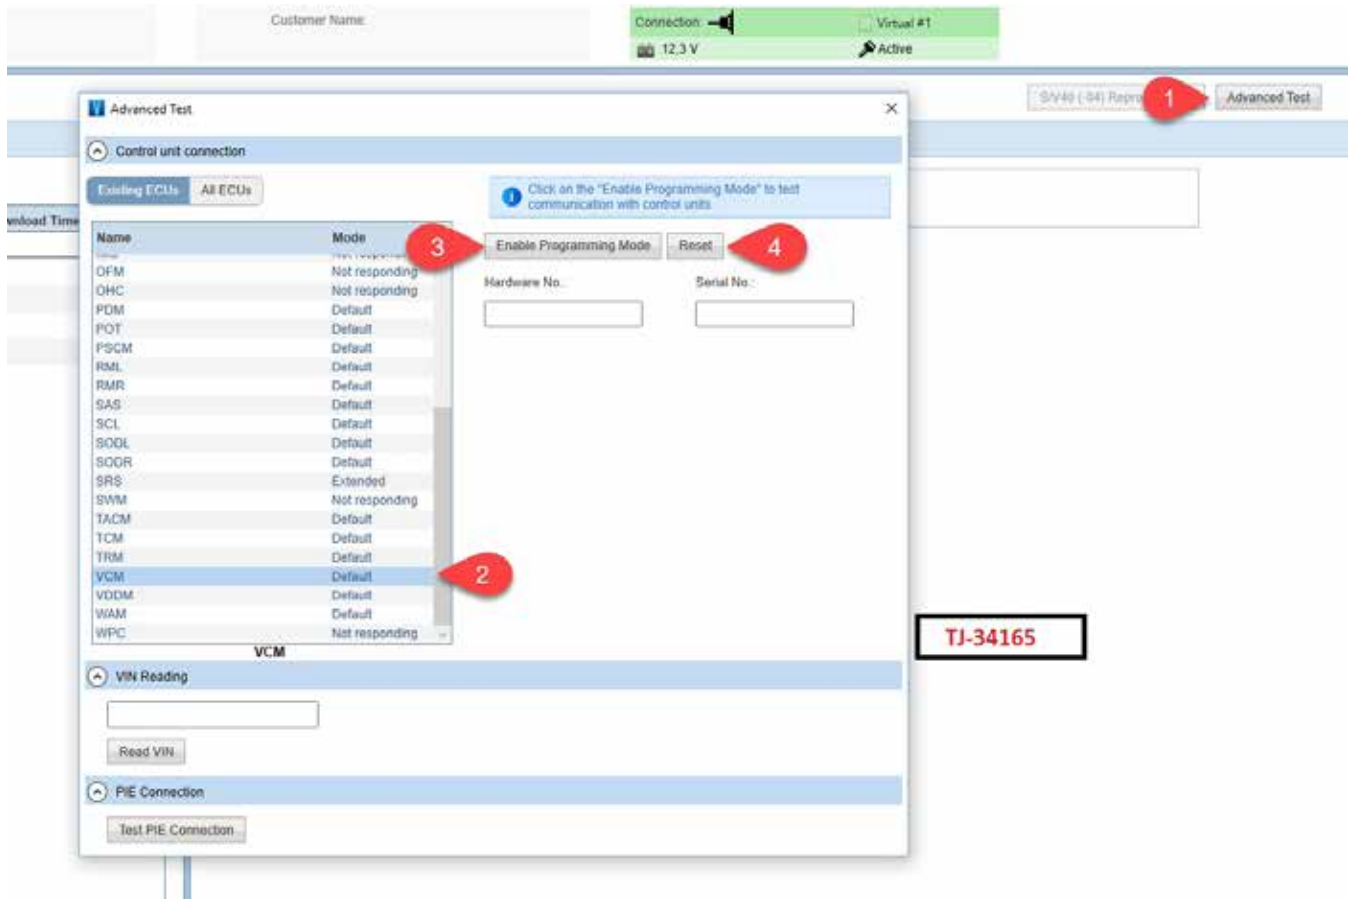 Customer Name:
Connection:
Virtual #1
12,3 V
Active
1
Advanced Test
Advanced Test
Control unit connection
Existing ECUs
All ECUs
Click on the "Enable Programming Mode" to test
communication with control units
wnload Time
Name Mode
3
Enable Programming Mode
Reset
4
OFM Not responding
OHC Not responding
PDM Default
POT Default
PSCM Default
RML Default
RMR Default
SAS Default
SCL Default
SODL Default
SODR Default
SRS Extended
SWM Not responding
TACM Default
TCM Default
TRM Default
VCM Default
VDDM Default
WAM Default
WPC Not responding
Hardware No.:
Serial No.:
2
VCM
TJ-34165
VIN Reading
Read VIN
PIE Connection
Test PIE Connection